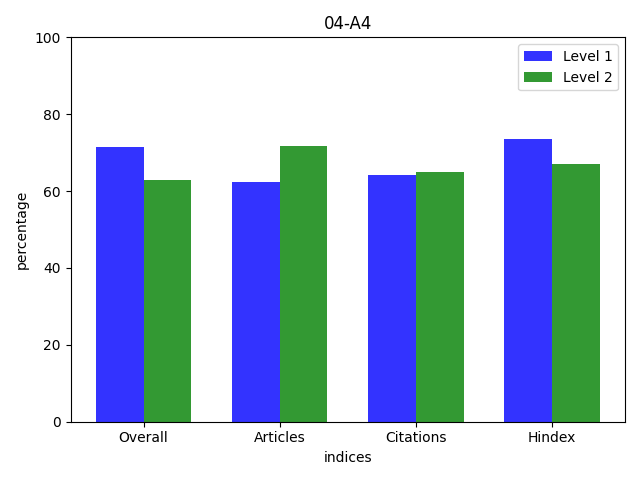 04-A4
Level 1
Level 2
100
80
60
40
20
0
percentage
Overall Articles Citations Hindex
indices